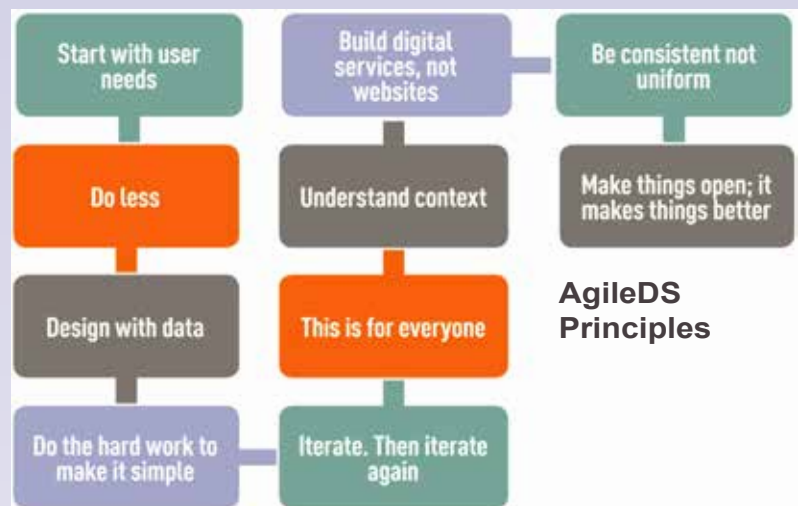 Start with user
needs
Do less
Design with data
Do the hard work to
make it simple
Iterate. Then iterate
again
This is for everyone
Understand context
Build digital
services, not
websites
Be consistent not
uniform
Make things open; it
makes things better
AgileDS
Principles